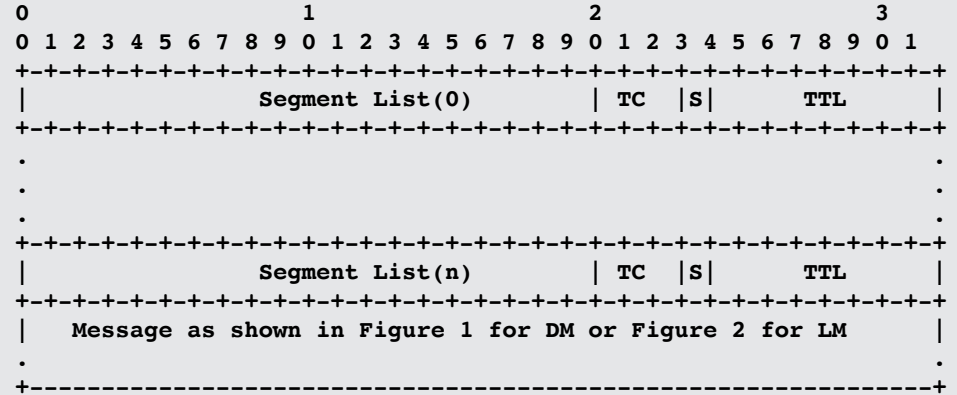 0                   1                   2                   3
0 1 2 3 4 5 6 7 8 9 0 1 2 3 4 5 6 7 8 9 0 1 2 3 4 5 6 7 8 9 0 1
+-+-+-+-+-+-+-+-+-+-+-+-+-+-+-+-+-+-+-+-+-+-+-+-+-+-+-+-+-+-+-+-+
|                Segment List(0)        | TC  |S|      TTL      |
+-+-+-+-+-+-+-+-+-+-+-+-+-+-+-+-+-+-+-+-+-+-+-+-+-+-+-+-+-+-+-+-+
.                                                               .
.                                                               .
.                                                               .
+-+-+-+-+-+-+-+-+-+-+-+-+-+-+-+-+-+-+-+-+-+-+-+-+-+-+-+-+-+-+-+-+
|                Segment List(n)        | TC  |S|      TTL      |
+-+-+-+-+-+-+-+-+-+-+-+-+-+-+-+-+-+-+-+-+-+-+-+-+-+-+-+-+-+-+-+-+
|   Message as shown in Figure 1 for DM or Figure 2 for LM      |
.                                                               .
+---------------------------------------------------------------+